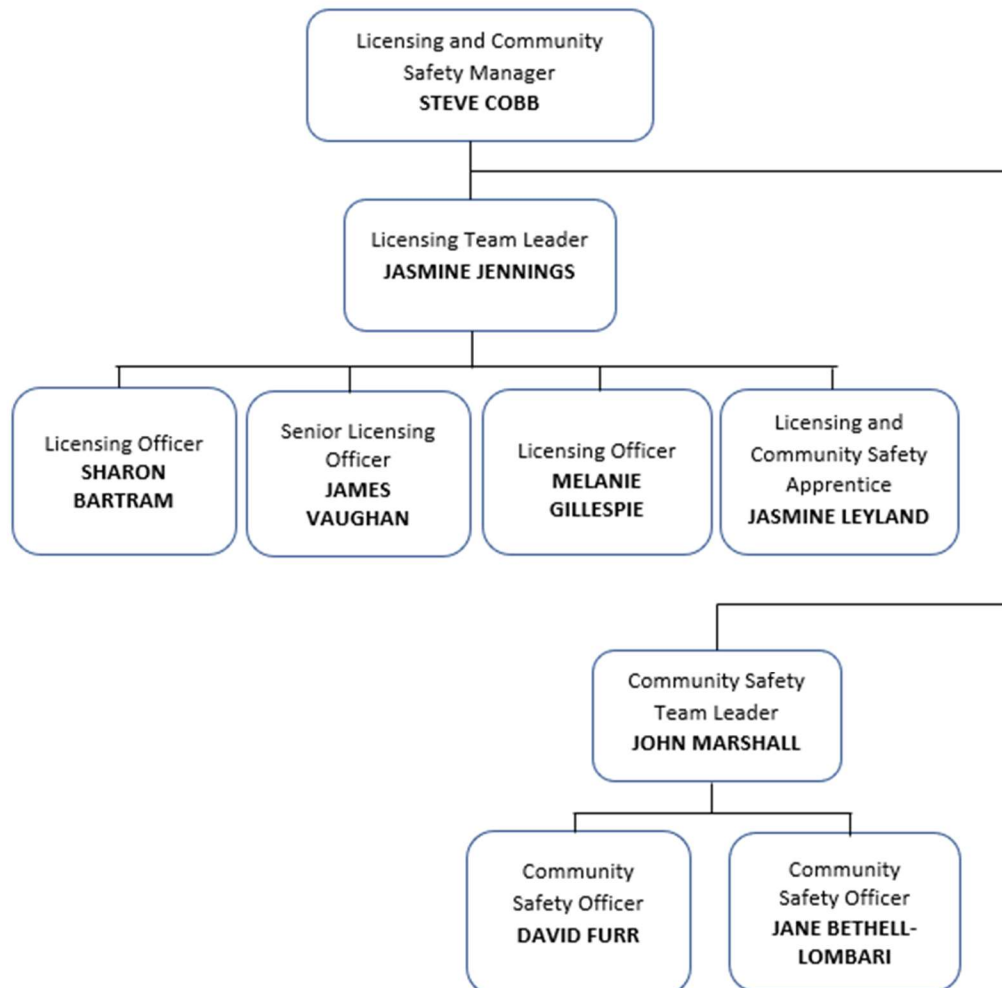 Licensing and Community
Safety Manager
STEVE COBB
Licensing Team Leader
JASMINE JENNINGS
Licensing Officer
SHARON
BARTRAM
Senior Licensing
Officer
JAMES
VAUGHAN
Licensing Officer
MELANIE
GILLESPIE
Licensing and
Community Safety
Apprentice
JASMINE LEYLAND
Community Safety
Team Leader
JOHN MARSHALL
Community
Safety Officer
DAVID FURR
Community
Safety Officer
JANE BETHELL-
LOMBARI